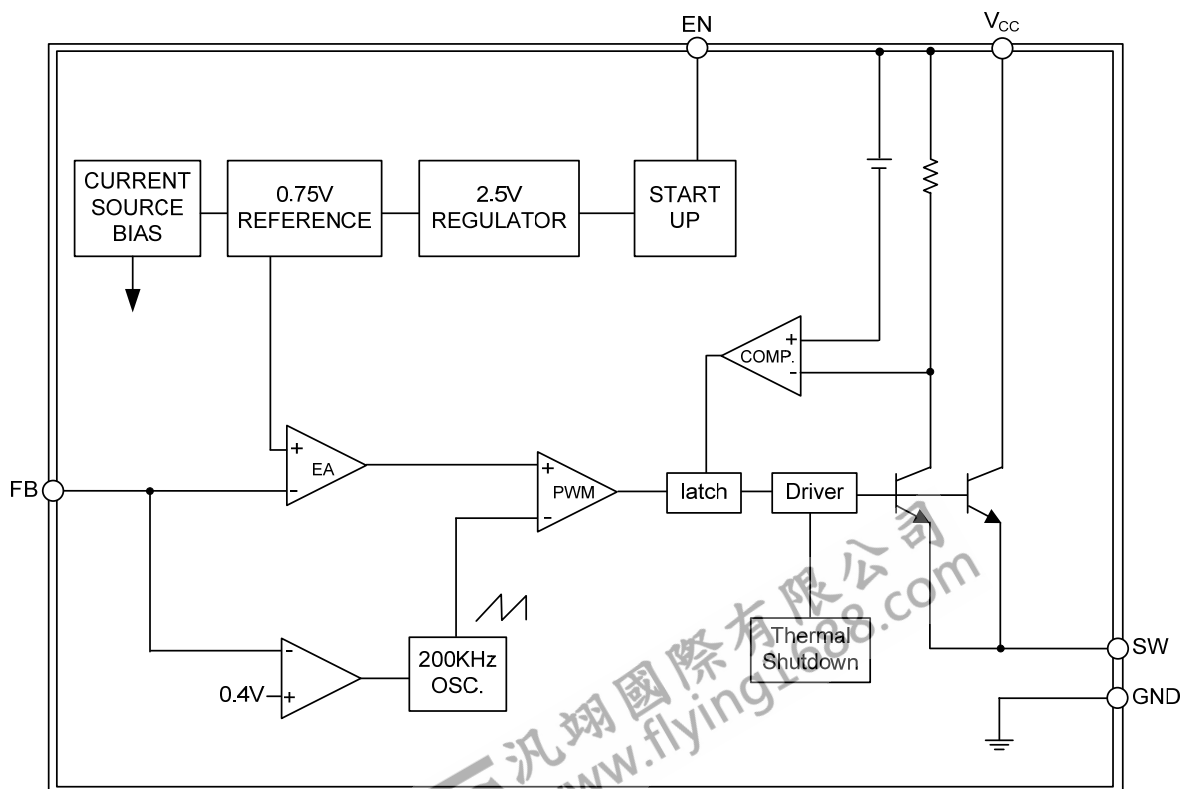 EN
V_CC
CURRENT
SOURCE
BIAS
0.75V
REFERENCE
2.5V
REGULATOR
START
UP
+
COMP.
-
FB
+
EA
-
+
PWM
-
latch
Driver
Thermal
Shutdown
-
0.4V
+
200KHz
OSC.
SW
GND
汎翊國際有限公司
www.flying1688.com